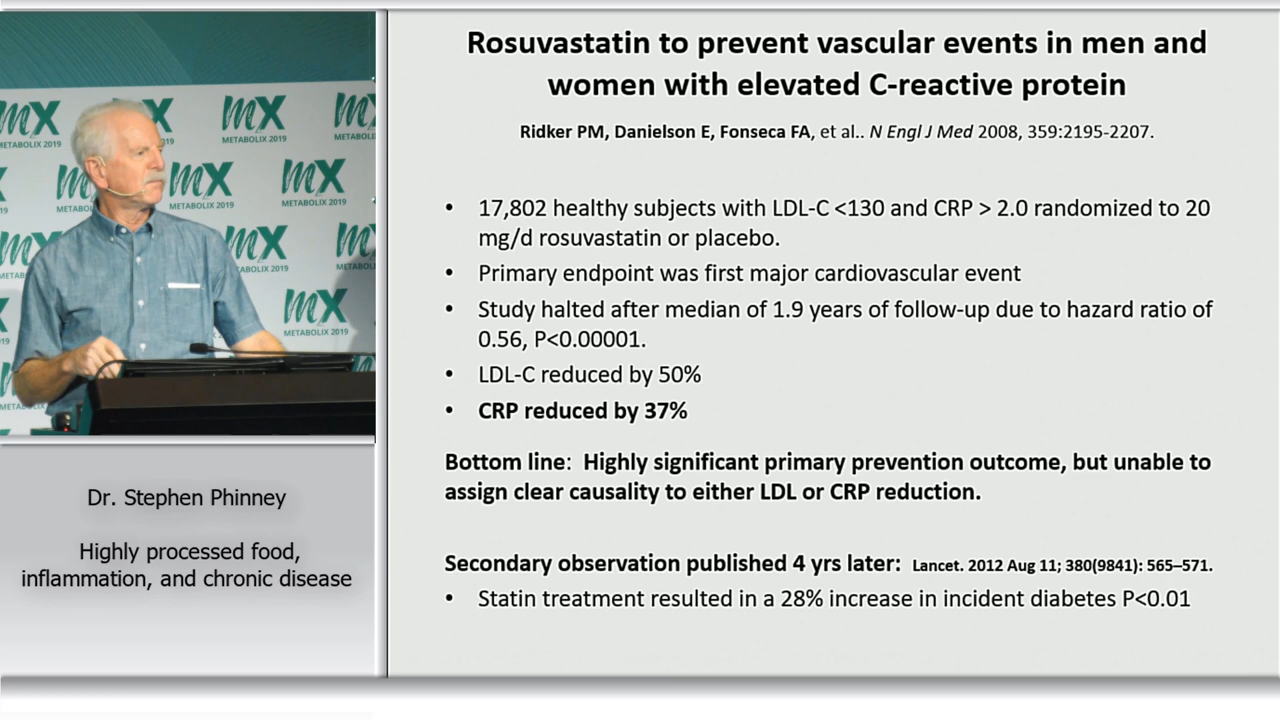 Rosuvastatin to prevent vascular events in men and
women with elevated C-reactive protein
Ridker PM, Danielson E, Fonseca FA, et al.. N Engl J Med 2008, 359:2195-2207.
• 17,802 healthy subjects with LDL-C <130 and CRP > 2.0 randomized to 20
mg/d rosuvastatin or placebo.
• Primary endpoint was first major cardiovascular event
• Study halted after median of 1.9 years of follow-up due to hazard ratio of
0.56, P<0.00001.
• LDL-C reduced by 50%
• CRP reduced by 37%
Bottom line: Highly significant primary prevention outcome, but unable to
assign clear causality to either LDL or CRP reduction.
Secondary observation published 4 yrs later: Lancet. 2012 Aug 11; 380(9841): 565–571.
• Statin treatment resulted in a 28% increase in incident diabetes P<0.01
mX
METABOLIX 2019
mX
METABOLIX 2019
mX
METABOLIX 2019
Dr. Stephen Phinney
Highly processed food,
inflammation, and chronic disease